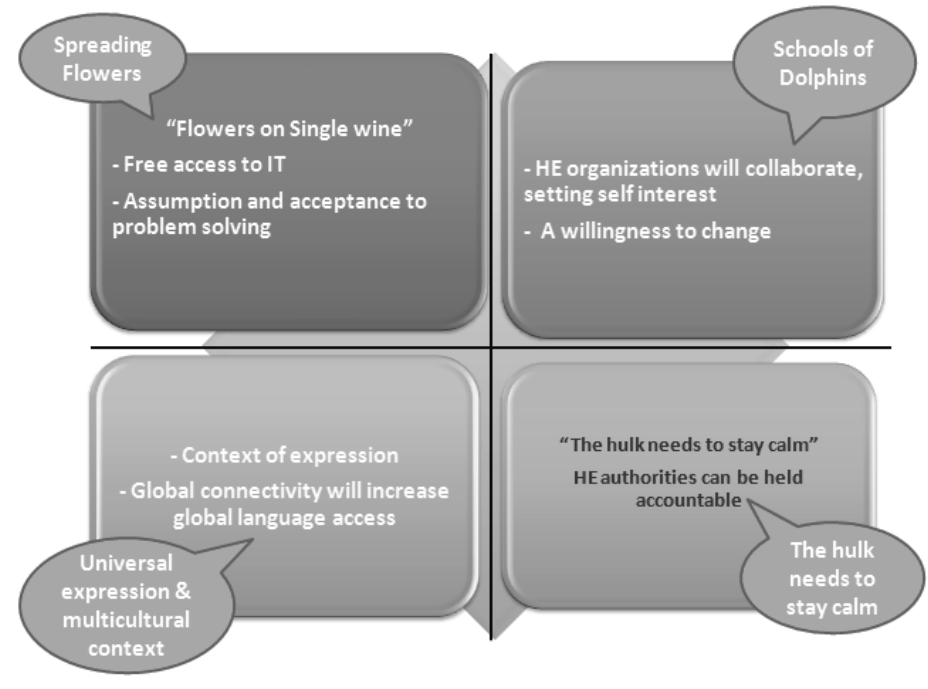 Spreading
Flowers
“Flowers on Single wine”
- Free access to IT
- Assumption and acceptance to
problem solving
Schools of
Dolphins
- HE organizations will collaborate,
setting self interest
- A willingness to change
- Context of expression
- Global connectivity will increase
global language access
Universal
expression &
multicultural
context
“The hulk needs to stay calm”
HE authorities can be held
accountable
The hulk
needs to
stay calm